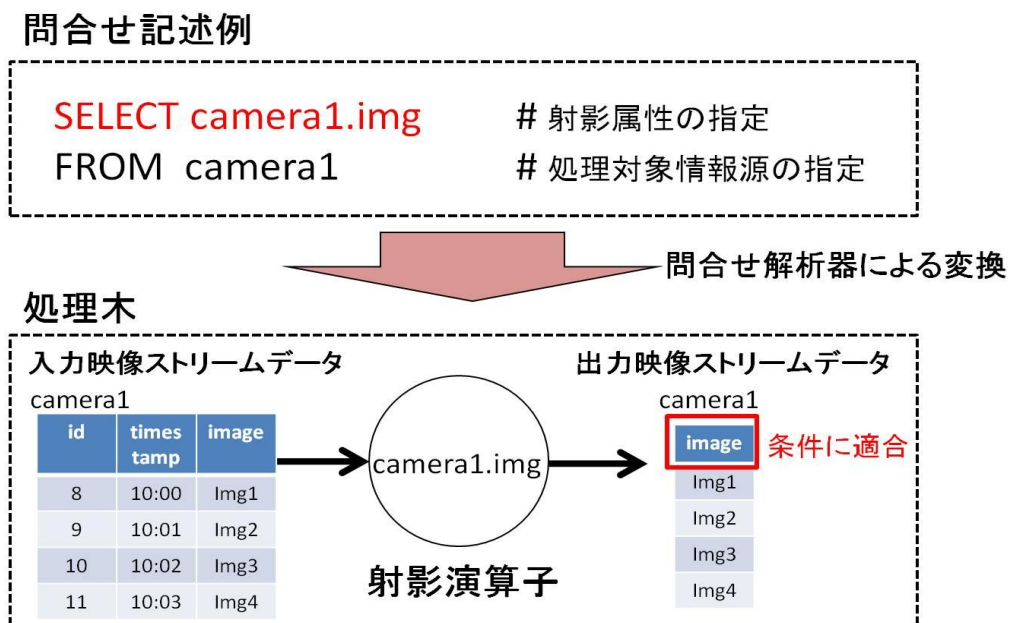 問合せ記述例
SELECT camera1.img # 射影属性の指定
FROM camera1 # 処理対象情報源の指定
問合せ解析器による変換
処理木
入力映像ストリームデータ
camera1
id times tamp image
8 10:00 Img1
9 10:01 Img2
10 10:02 Img3
11 10:03 Img4
camera1.img
射影演算子
出力映像ストリームデータ
camera1
image 条件に適合
Img1
Img2
Img3
Img4